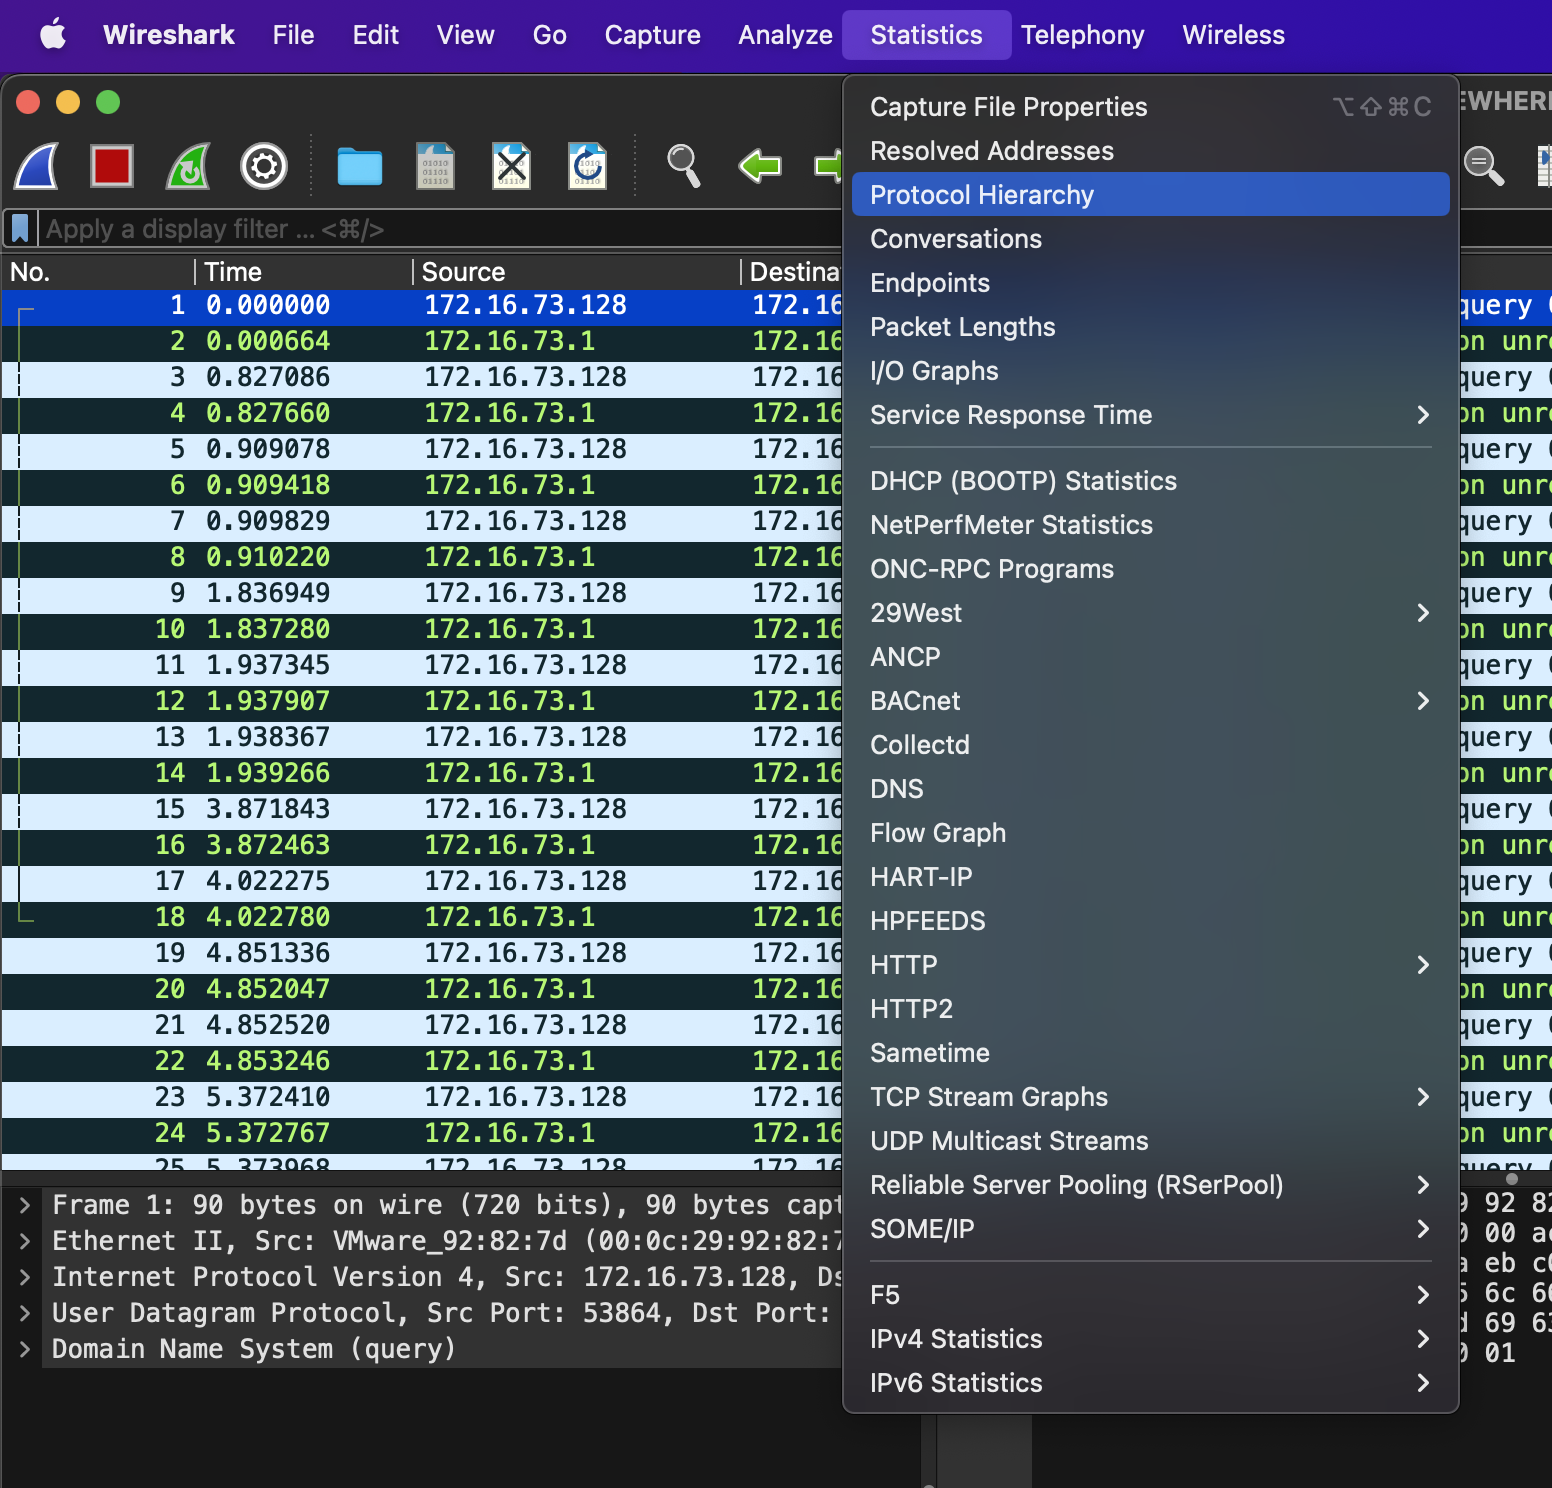 Wireshark File Edit View Go Capture Analyze Statistics Telephony Wireless
Capture File Properties ⌥⇧⌘C
Resolved Addresses
Protocol Hierarchy
Conversations
Endpoints
Packet Lengths
I/O Graphs
Service Response Time
DHCP (BOOTP) Statistics
NetPerfMeter Statistics
ONC-RPC Programs
29West
ANCP
BACnet
Collectd
DNS
Flow Graph
HART-IP
HPFEEDS
HTTP
HTTP2
Sametime
TCP Stream Graphs
UDP Multicast Streams
Reliable Server Pooling (RSerPool)
SOME/IP
F5
IPv4 Statistics
IPv6 Statistics
Apply a display filter ... <⌘/>
No. Time Source Destina
1 0.000000 172.16.73.128 172.16 query
2 0.000664 172.16.73.1 172.16 on unre
3 0.827086 172.16.73.128 172.16 query
4 0.827660 172.16.73.1 172.16 on unre
5 0.909078 172.16.73.128 172.16 query
6 0.909418 172.16.73.1 172.16 on unre
7 0.909829 172.16.73.128 172.16 query
8 0.910220 172.16.73.1 172.16 on unre
9 1.836949 172.16.73.128 172.16 query
10 1.837280 172.16.73.1 172.16 on unre
11 1.937345 172.16.73.128 172.16 query
12 1.937907 172.16.73.1 172.16 on unre
13 1.938367 172.16.73.128 172.16 query
14 1.939266 172.16.73.1 172.16 on unre
15 3.871843 172.16.73.128 172.16 query
16 3.872463 172.16.73.1 172.16 on unre
17 4.022275 172.16.73.128 172.16 query
18 4.022780 172.16.73.1 172.16 on unre
19 4.851336 172.16.73.128 172.16 query
20 4.852047 172.16.73.1 172.16 on unre
21 4.852520 172.16.73.128 172.16 query
22 4.853246 172.16.73.1 172.16 on unre
23 5.372410 172.16.73.128 172.16 query
24 5.372767 172.16.73.1 172.16 on unre
25 5.373968 172.16.73.128 172.16 query
Frame 1: 90 bytes on wire (720 bits), 90 bytes capt
Ethernet II, Src: VMware_92:82:7d (00:0c:29:92:82:7
Internet Protocol Version 4, Src: 172.16.73.128, Ds
User Datagram Protocol, Src Port: 53864, Dst Port:
Domain Name System (query)
92 82
00 ac
eb c0
6c 66
69 63
01